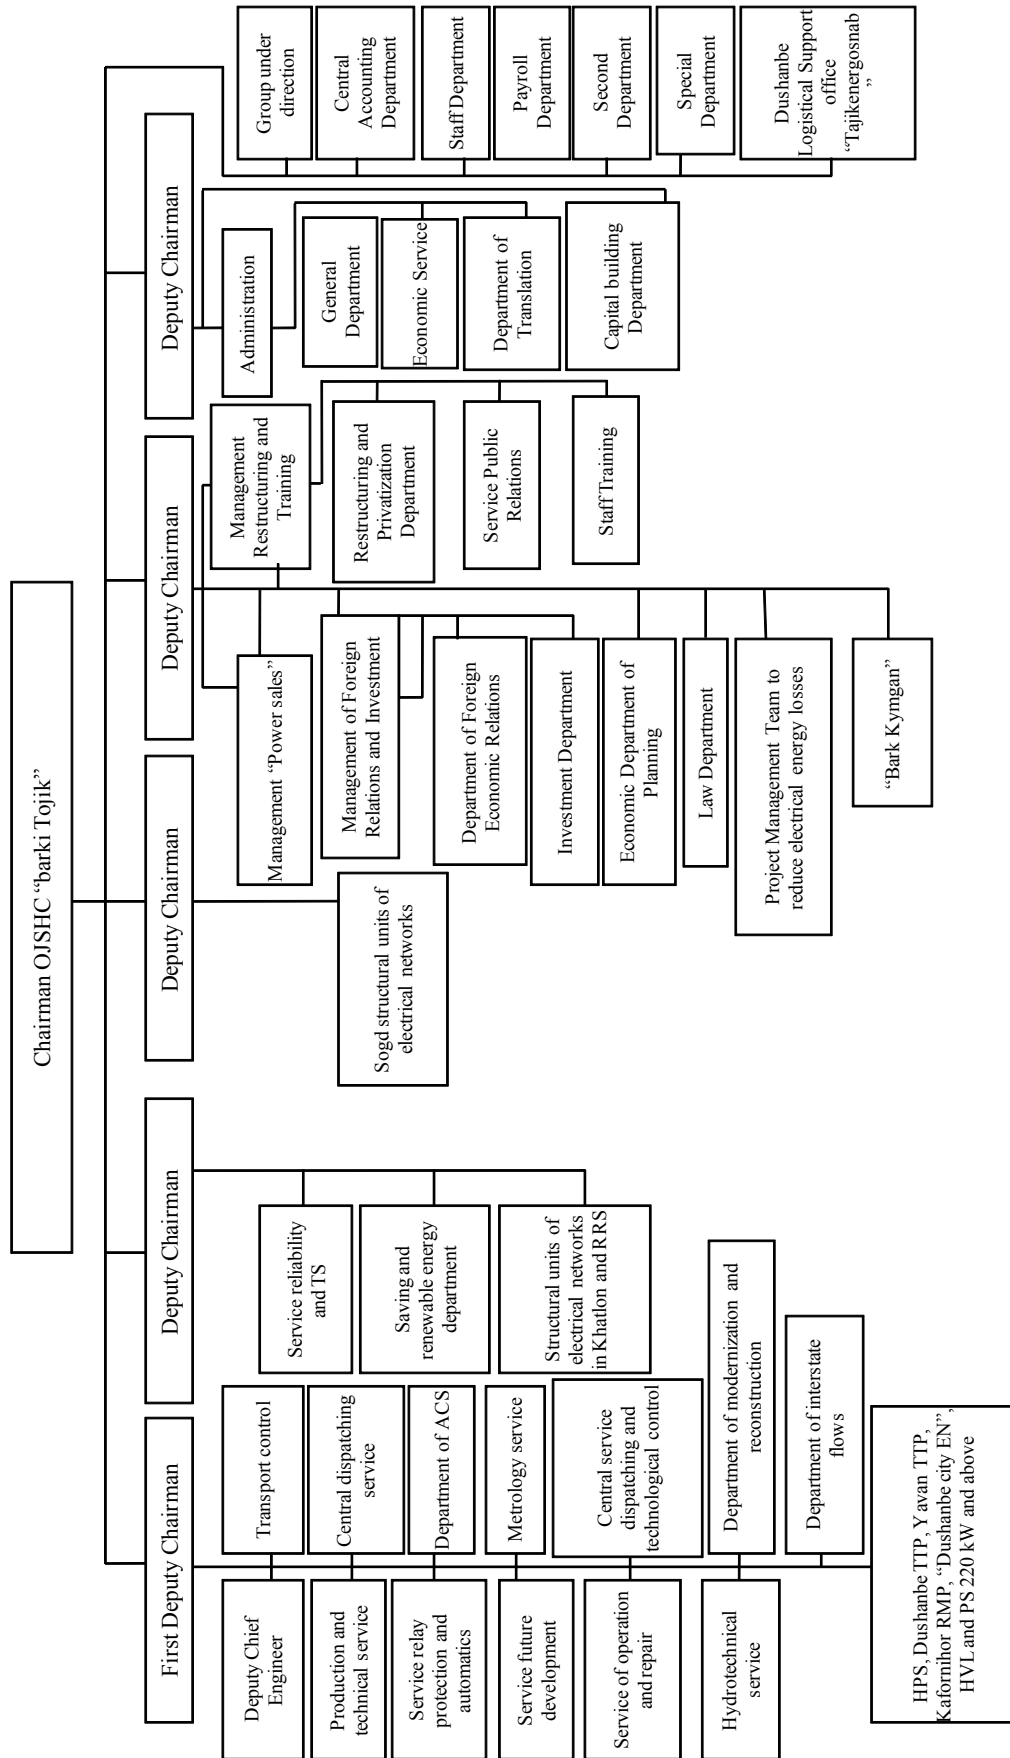 Chairman OJSHC “barki Tojik”
First Deputy Chairman
Deputy Chairman
Deputy Chairman
Deputy Chairman
Deputy Chairman
Deputy Chief
Engineer
Production and
technical service
Service relay
protection and
automatics
Service future
development
Service of operation
and repair
Hydrotechnical
service
Transport control
Central dispatching
service
Department of ACS
Metrology service
Central service
dispatching and
technological control
Department of modernization and
reconstruction
Department of interstate
flows
HPS, Dushanbe TTP, Yavan TTP,
Kafornihor RMP, “Dushanbe city EN”,
HVL and PS 220 kW and above
Service reliability
and TS
Saving and
renewable energy
department
Structural units of
electrical networks
in Khatlon and RRS
Sogd structural units of
electrical networks
Management “Power sales”
Management of Foreign
Relations and Investment
Department of Foreign
Economic Relations
Investment Department
Economic Department of
Planning
Law Department
Project Management Team to
reduce electrical energy losses
“Bark Kymgan”
Management
Restructuring and
Training
Restructuring and
Privatization
Department
Service Public
Relations
Staff Training
Administration
General
Department
Economic Service
Department of
Translation
Capital building
Department
Group under
direction
Central
Accounting
Department
Staff Department
Payroll
Department
Second
Department
Special
Department
Dushanbe
Logistical Support
office
“Tajikenergosnab
”